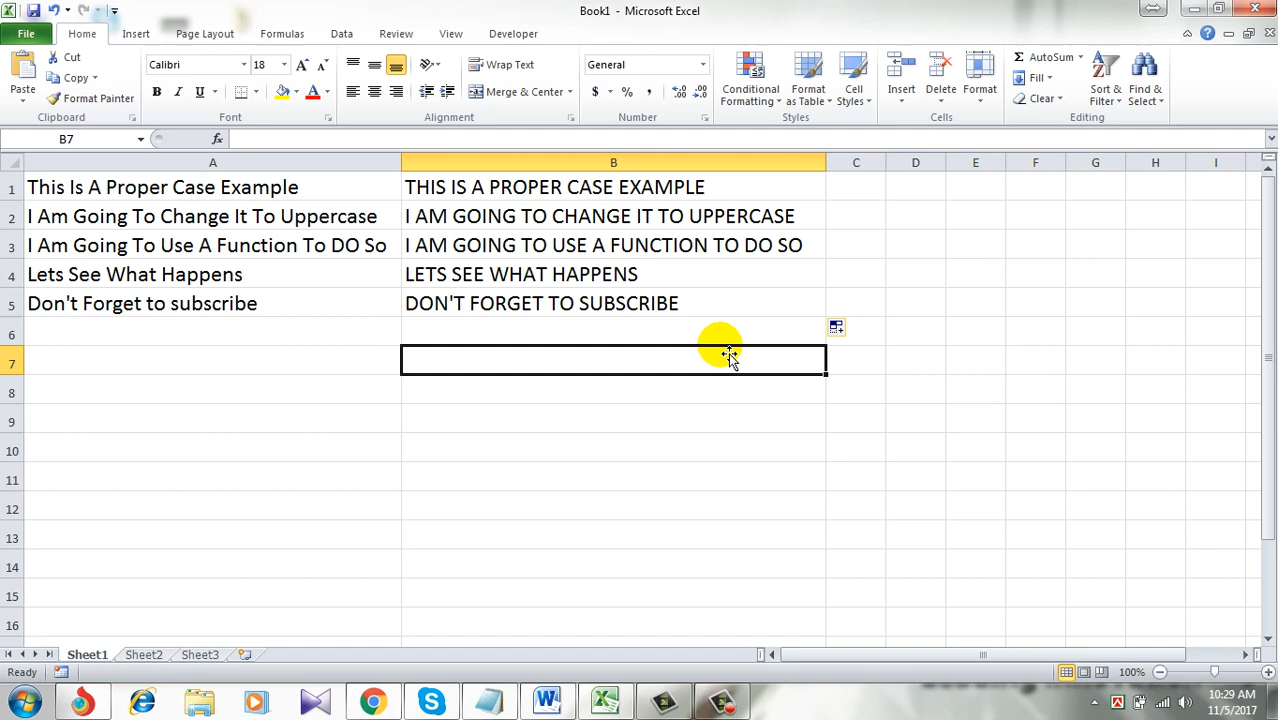 Book1 - Microsoft Excel
File Home Insert Page Layout Formulas Data Review View Developer
Cut
Copy
Format Painter
Paste
Clipboard
Calibri 18
B I U A
Font
Wrap Text
Merge & Center
Alignment
General
$ % ,
Number
Conditional Formatting
Format as Table
Cell Styles
Styles
Insert Delete Format
Cells
Σ AutoSum
Fill
Clear
Sort & Filter
Find & Select
Editing
B7 fx
A B C D E F G H I
1 This Is A Proper Case Example THIS IS A PROPER CASE EXAMPLE
2 I Am Going To Change It To Uppercase I AM GOING TO CHANGE IT TO UPPERCASE
3 I Am Going To Use A Function To DO So I AM GOING TO USE A FUNCTION TO DO SO
4 Lets See What Happens LETS SEE WHAT HAPPENS
5 Don't Forget to subscribe DON'T FORGET TO SUBSCRIBE
6
7
8
9
10
11
12
13
14
15
16
Sheet1 Sheet2 Sheet3
Ready 100%
10:29 AM
11/5/2017